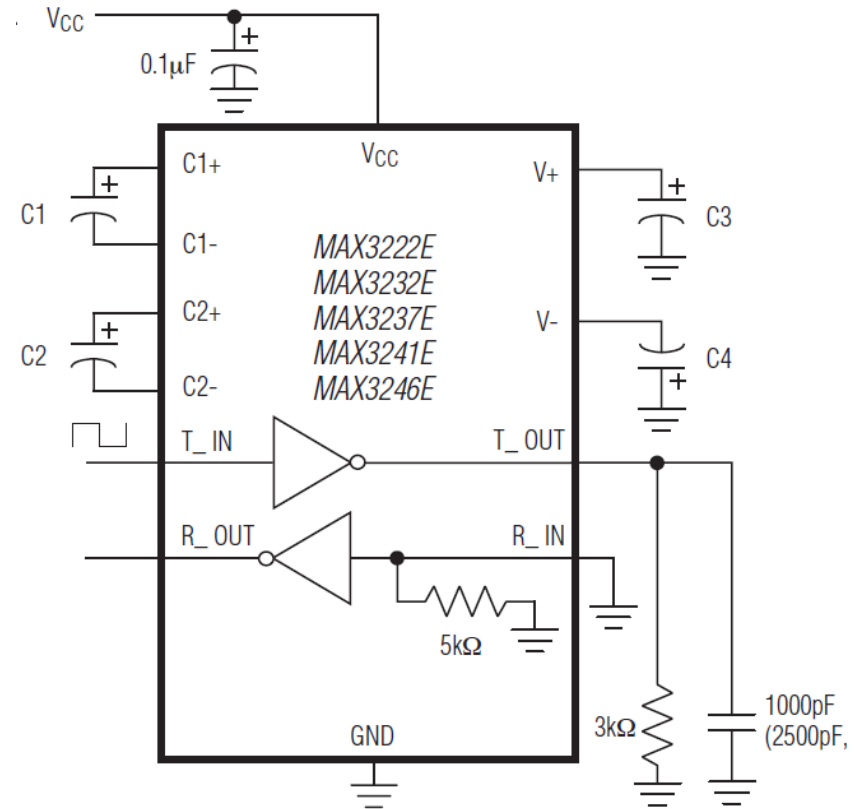 VCC
0.1μF
C1+
VCC
V+
C1
C3
C1-
MAX3222E
MAX3232E
C2+
MAX3237E
V-
C2
MAX3241E
C4
C2-
MAX3246E
T_ IN
T_ OUT
R_ OUT
R_ IN
5kΩ
3kΩ
1000pF
(2500pF,
GND